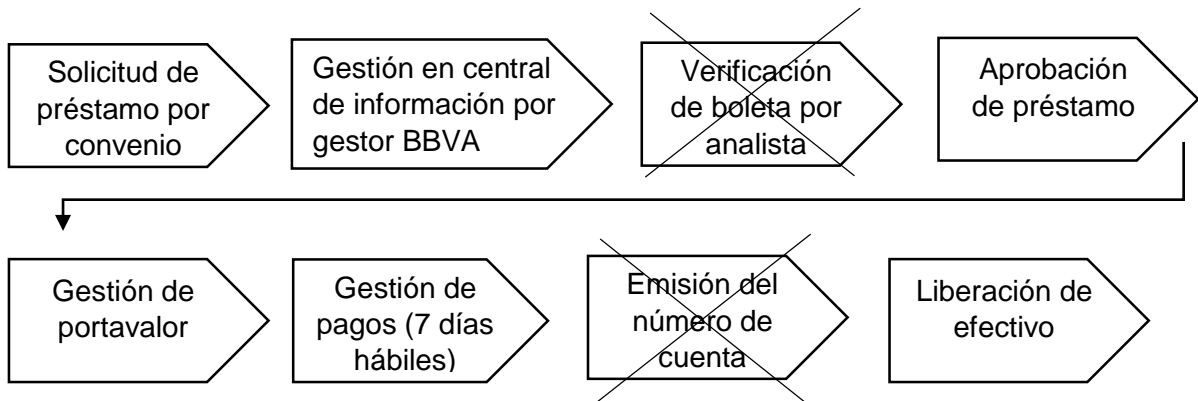 Solicitud de
préstamo por
convenio
Gestión en central
de información por
gestor BBVA
Verificación
de boleta por
analista
Aprobación
de préstamo
Gestión de
portavalor
Gestión de
pagos (7 días
hábiles)
Emisión del
número de
cuenta
Liberación de
efectivo